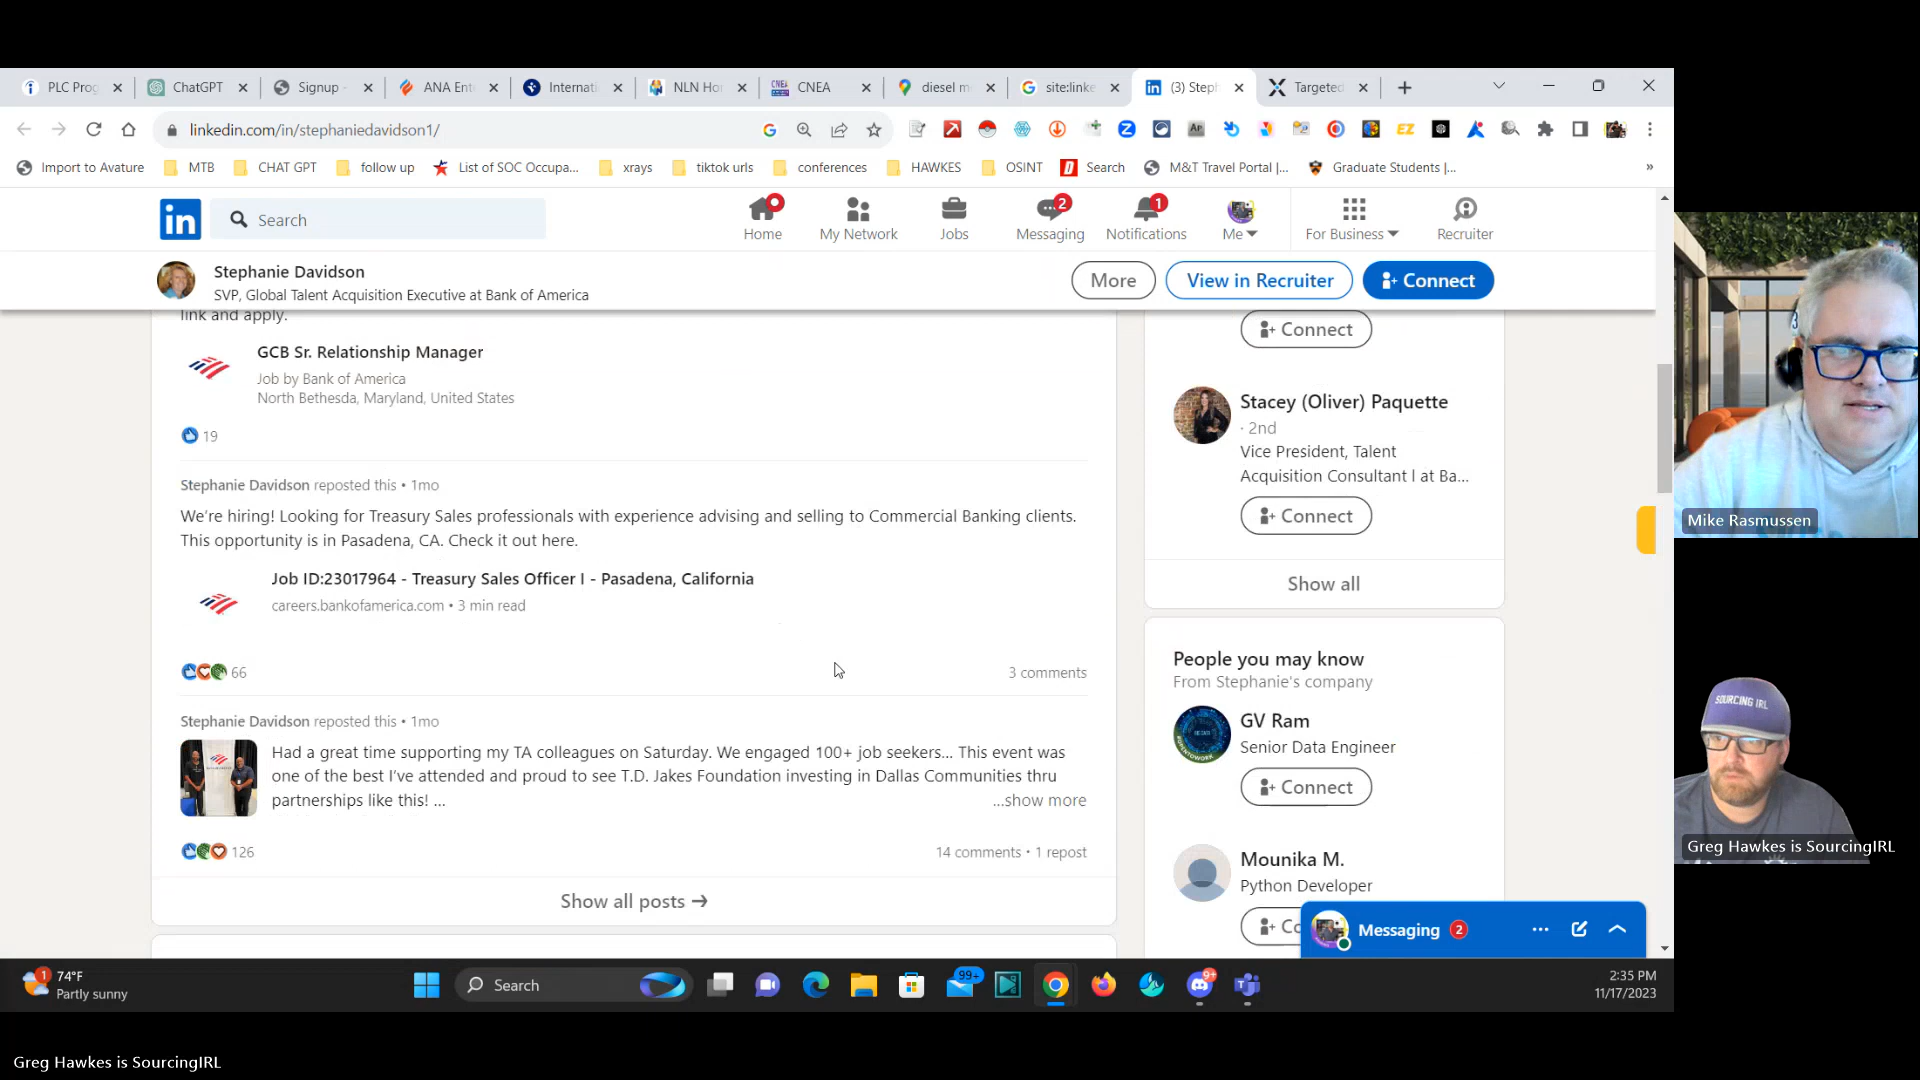 PLC Prog
ChatGPT
Signup -
ANA Ent
Internati
NLN Ho
CNEA
diesel m
site:linke
(3) Steph
Targeted
linkedin.com/in/stephaniedavidson1/
Import to Avature
MTB
CHAT GPT
follow up
List of SOC Occupa...
xrays
tiktok urls
conferences
HAWKES
OSINT
Search
M&T Travel Portal |...
Graduate Students |...
»
in
Search
Home
My Network
Jobs
2
Messaging
1
Notifications
Me
For Business
Recruiter
Stephanie Davidson
SVP, Global Talent Acquisition Executive at Bank of America
More
View in Recruiter
Connect
link and apply.
GCB Sr. Relationship Manager
Job by Bank of America
North Bethesda, Maryland, United States
19
Stephanie Davidson reposted this • 1mo
We're hiring! Looking for Treasury Sales professionals with experience advising and selling to Commercial Banking clients.
This opportunity is in Pasadena, CA. Check it out here.
Job ID:23017964 - Treasury Sales Officer I - Pasadena, California
careers.bankofamerica.com • 3 min read
66
3 comments
Stephanie Davidson reposted this • 1mo
Had a great time supporting my TA colleagues on Saturday. We engaged 100+ job seekers... This event was
one of the best I've attended and proud to see T.D. Jakes Foundation investing in Dallas Communities thru
partnerships like this! ...
...show more
126
14 comments • 1 repost
Show all posts →
Connect
Stacey (Oliver) Paquette
· 2nd
Vice President, Talent
Acquisition Consultant I at Ba...
Connect
Show all
People you may know
From Stephanie's company
GV Ram
Senior Data Engineer
Connect
Mounika M.
Python Developer
Co
Messaging 2
Mike Rasmussen
SOURCING IRL
Greg Hawkes is SourcingIRL
1
74°F
Partly sunny
Search
99+
9+
2:35 PM
11/17/2023
Greg Hawkes is SourcingIRL